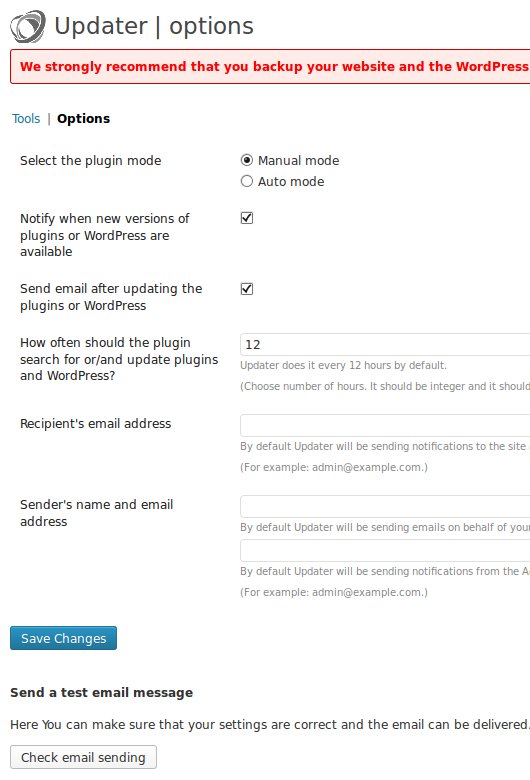 Updater | options
We strongly recommend that you backup your website and the WordPress
Tools | Options
Select the plugin mode
Manual mode
Auto mode
Notify when new versions of
plugins or WordPress are
available
Send email after updating the
plugins or WordPress
How often should the plugin
search for or/and update plugins
and WordPress?
12
Updater does it every 12 hours by default.
(Choose number of hours. It should be integer and it should
Recipient's email address
By default Updater will be sending notifications to the site
(For example: admin@example.com.)
Sender's name and email
address
By default Updater will be sending emails on behalf of your
By default Updater will be sending notifications from the
(For example: admin@example.com.)
Save Changes
Send a test email message
Here You can make sure that your settings are correct and the email can be delivered.
Check email sending